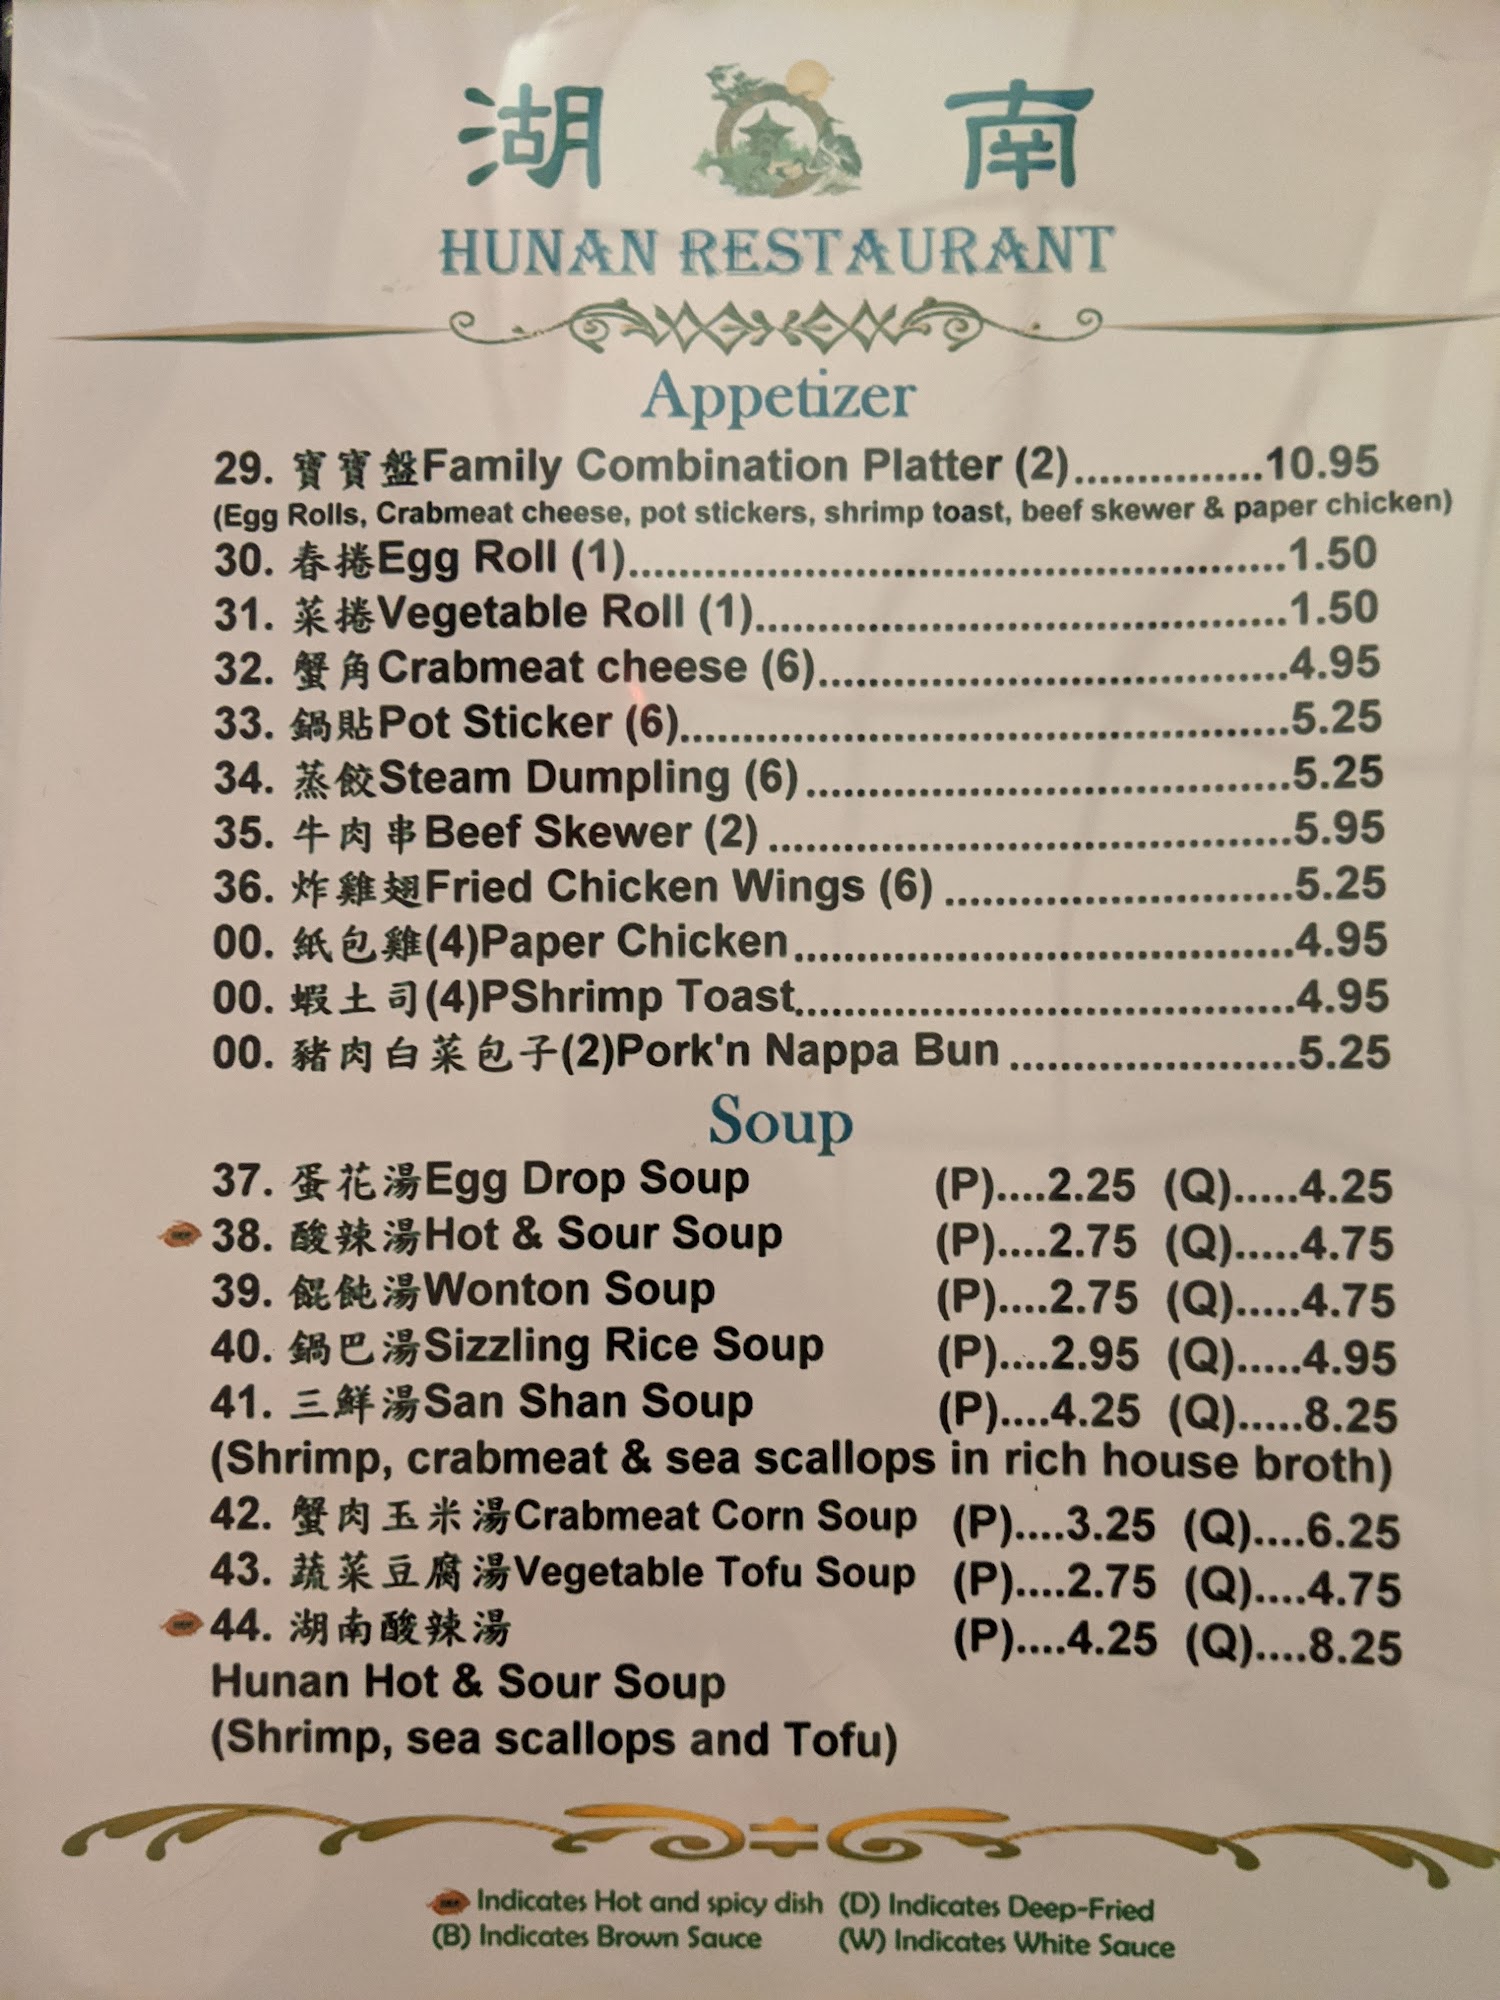 湖 南
HUNAN RESTAURANT
Appetizer
29. 寶寶盤Family Combination Platter (2)...............10.95
(Egg Rolls, Crabmeat cheese, pot stickers, shrimp toast, beef skewer & paper chicken)
30. 春捲Egg Roll (1).....................................................1.50
31. 菜捲Vegetable Roll (1)...........................................1.50
32. 蟹角Crabmeat cheese (6)......................................4.95
33. 鍋貼Pot Sticker (6).................................................5.25
34. 蒸餃Steam Dumpling (6).......................................5.25
35. 牛肉串Beef Skewer (2) ..........................................5.95
36. 炸雞翅Fried Chicken Wings (6) ............................5.25
00. 紙包雞(4)Paper Chicken........................................4.95
00. 蝦土司(4)PShrimp Toast........................................4.95
00. 豬肉白菜包子(2)Pork'n Nappa Bun .......................5.25
Soup
37. 蛋花湯Egg Drop Soup (P)....2.25 (Q).....4.25
38. 酸辣湯Hot & Sour Soup (P)....2.75 (Q).....4.75
39. 餛飩湯Wonton Soup (P)....2.75 (Q).....4.75
40. 鍋巴湯Sizzling Rice Soup (P)....2.95 (Q).....4.95
41. 三鮮湯San Shan Soup (P)....4.25 (Q).....8.25
(Shrimp, crabmeat & sea scallops in rich house broth)
42. 蟹肉玉米湯Crabmeat Corn Soup (P)....3.25 (Q)....6.25
43. 蔬菜豆腐湯Vegetable Tofu Soup (P)....2.75 (Q)....4.75
44. 湖南酸辣湯 (P)....4.25 (Q)....8.25
Hunan Hot & Sour Soup
(Shrimp, sea scallops and Tofu)
Indicates Hot and spicy dish (D) Indicates Deep-Fried
(B) Indicates Brown Sauce (W) Indicates White Sauce